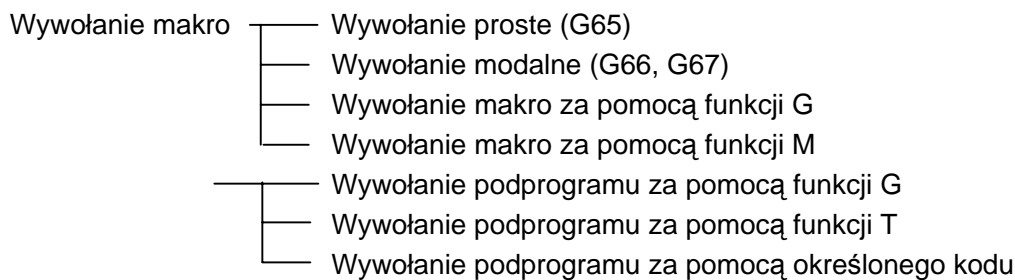 Wywołanie makro Wywołanie proste (G65)
Wywołanie modalne (G66, G67)
Wywołanie makro za pomocą funkcji G
Wywołanie makro za pomocą funkcji M
Wywołanie podprogramu za pomocą funkcji G
Wywołanie podprogramu za pomocą funkcji T
Wywołanie podprogramu za pomocą określonego kodu